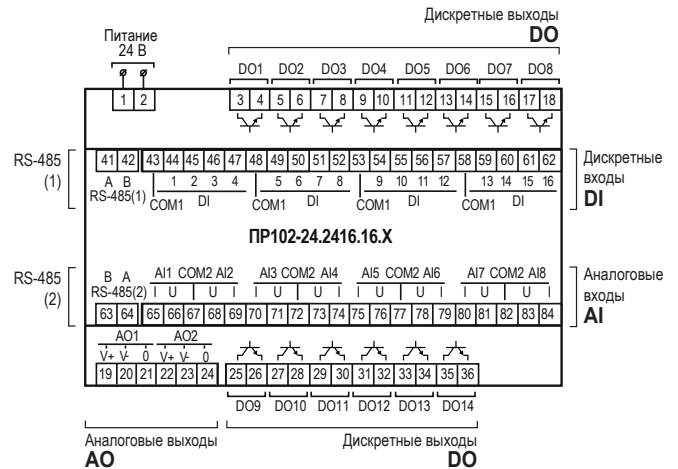 Дискретные выходы
DO
Питание
24 В
DO1 DO2 DO3 DO4 DO5 DO6 DO7 DO8
1 2 3 4 5 6 7 8 9 10 11 12 13 14 15 16 17 18
RS-485
(1)
41 42 43 44 45 46 47 48 49 50 51 52 53 54 55 56 57 58 59 60 61 62
A B 1 2 3 4 5 6 7 8 9 10 11 12 13 14 15 16
RS-485(1) COM1 DI COM1 DI COM1 DI COM1 DI
Дискретные
входы
DI
ПР102-24.2416.16.X
RS-485
(2)
B A AI1 COM2 AI2 AI3 COM2 AI4 AI5 COM2 AI6 AI7 COM2 AI8
RS-485(2) I U U I I U U I I U U I I U U I
63 64 65 66 67 68 69 70 71 72 73 74 75 76 77 78 79 80 81 82 83 84
Аналоговые
входы
AI
AO1 AO2
V+ V- 0 V+ V- 0
19 20 21 22 23 24 25 26 27 28 29 30 31 32 33 34 35 36
DO9 DO10 DO11 DO12 DO13 DO14
Аналоговые выходы
AO
Дискретные выходы
DO